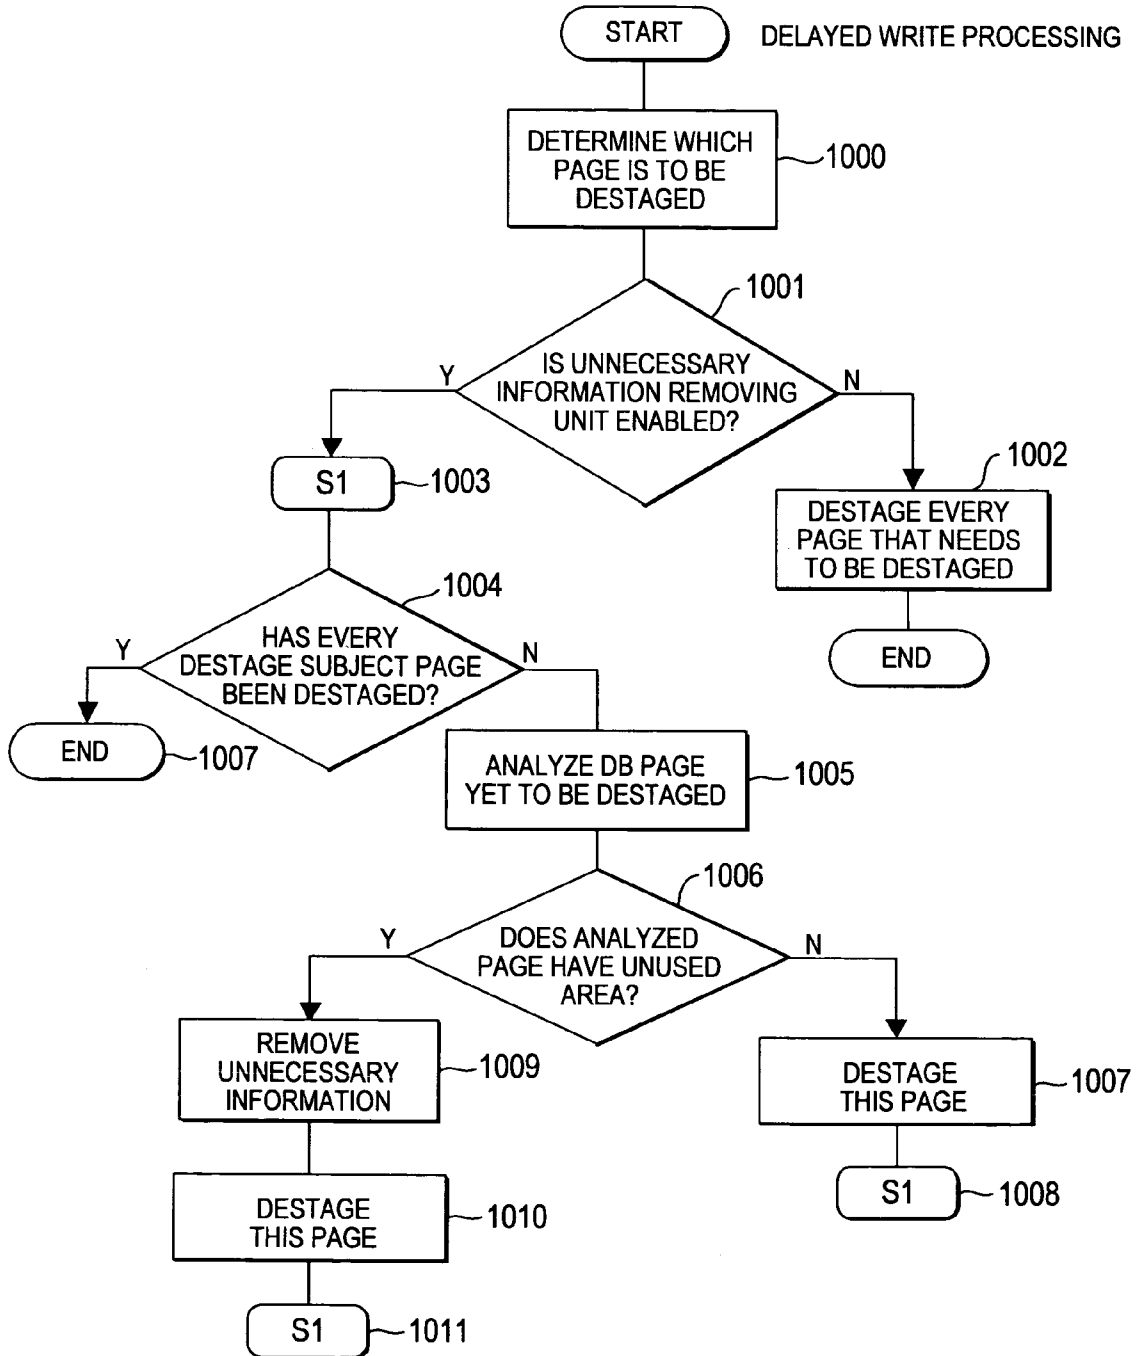 START
DELAYED WRITE PROCESSING
DETERMINE WHICH
PAGE IS TO BE
DESTAGED
1000
1001
IS UNNECESSARY
INFORMATION REMOVING
UNIT ENABLED?
Y
N
S1
1003
1002
DESTAGE EVERY
PAGE THAT NEEDS
TO BE DESTAGED
END
1004
HAS EVERY
DESTAGE SUBJECT PAGE
BEEN DESTAGED?
Y
N
END
1007
ANALYZE DB PAGE
YET TO BE DESTAGED
1005
1006
DOES ANALYZED
PAGE HAVE UNUSED
AREA?
Y
N
REMOVE
UNNECESSARY
INFORMATION
1009
DESTAGE
THIS PAGE
1007
S1
1008
DESTAGE
THIS PAGE
1010
S1
1011